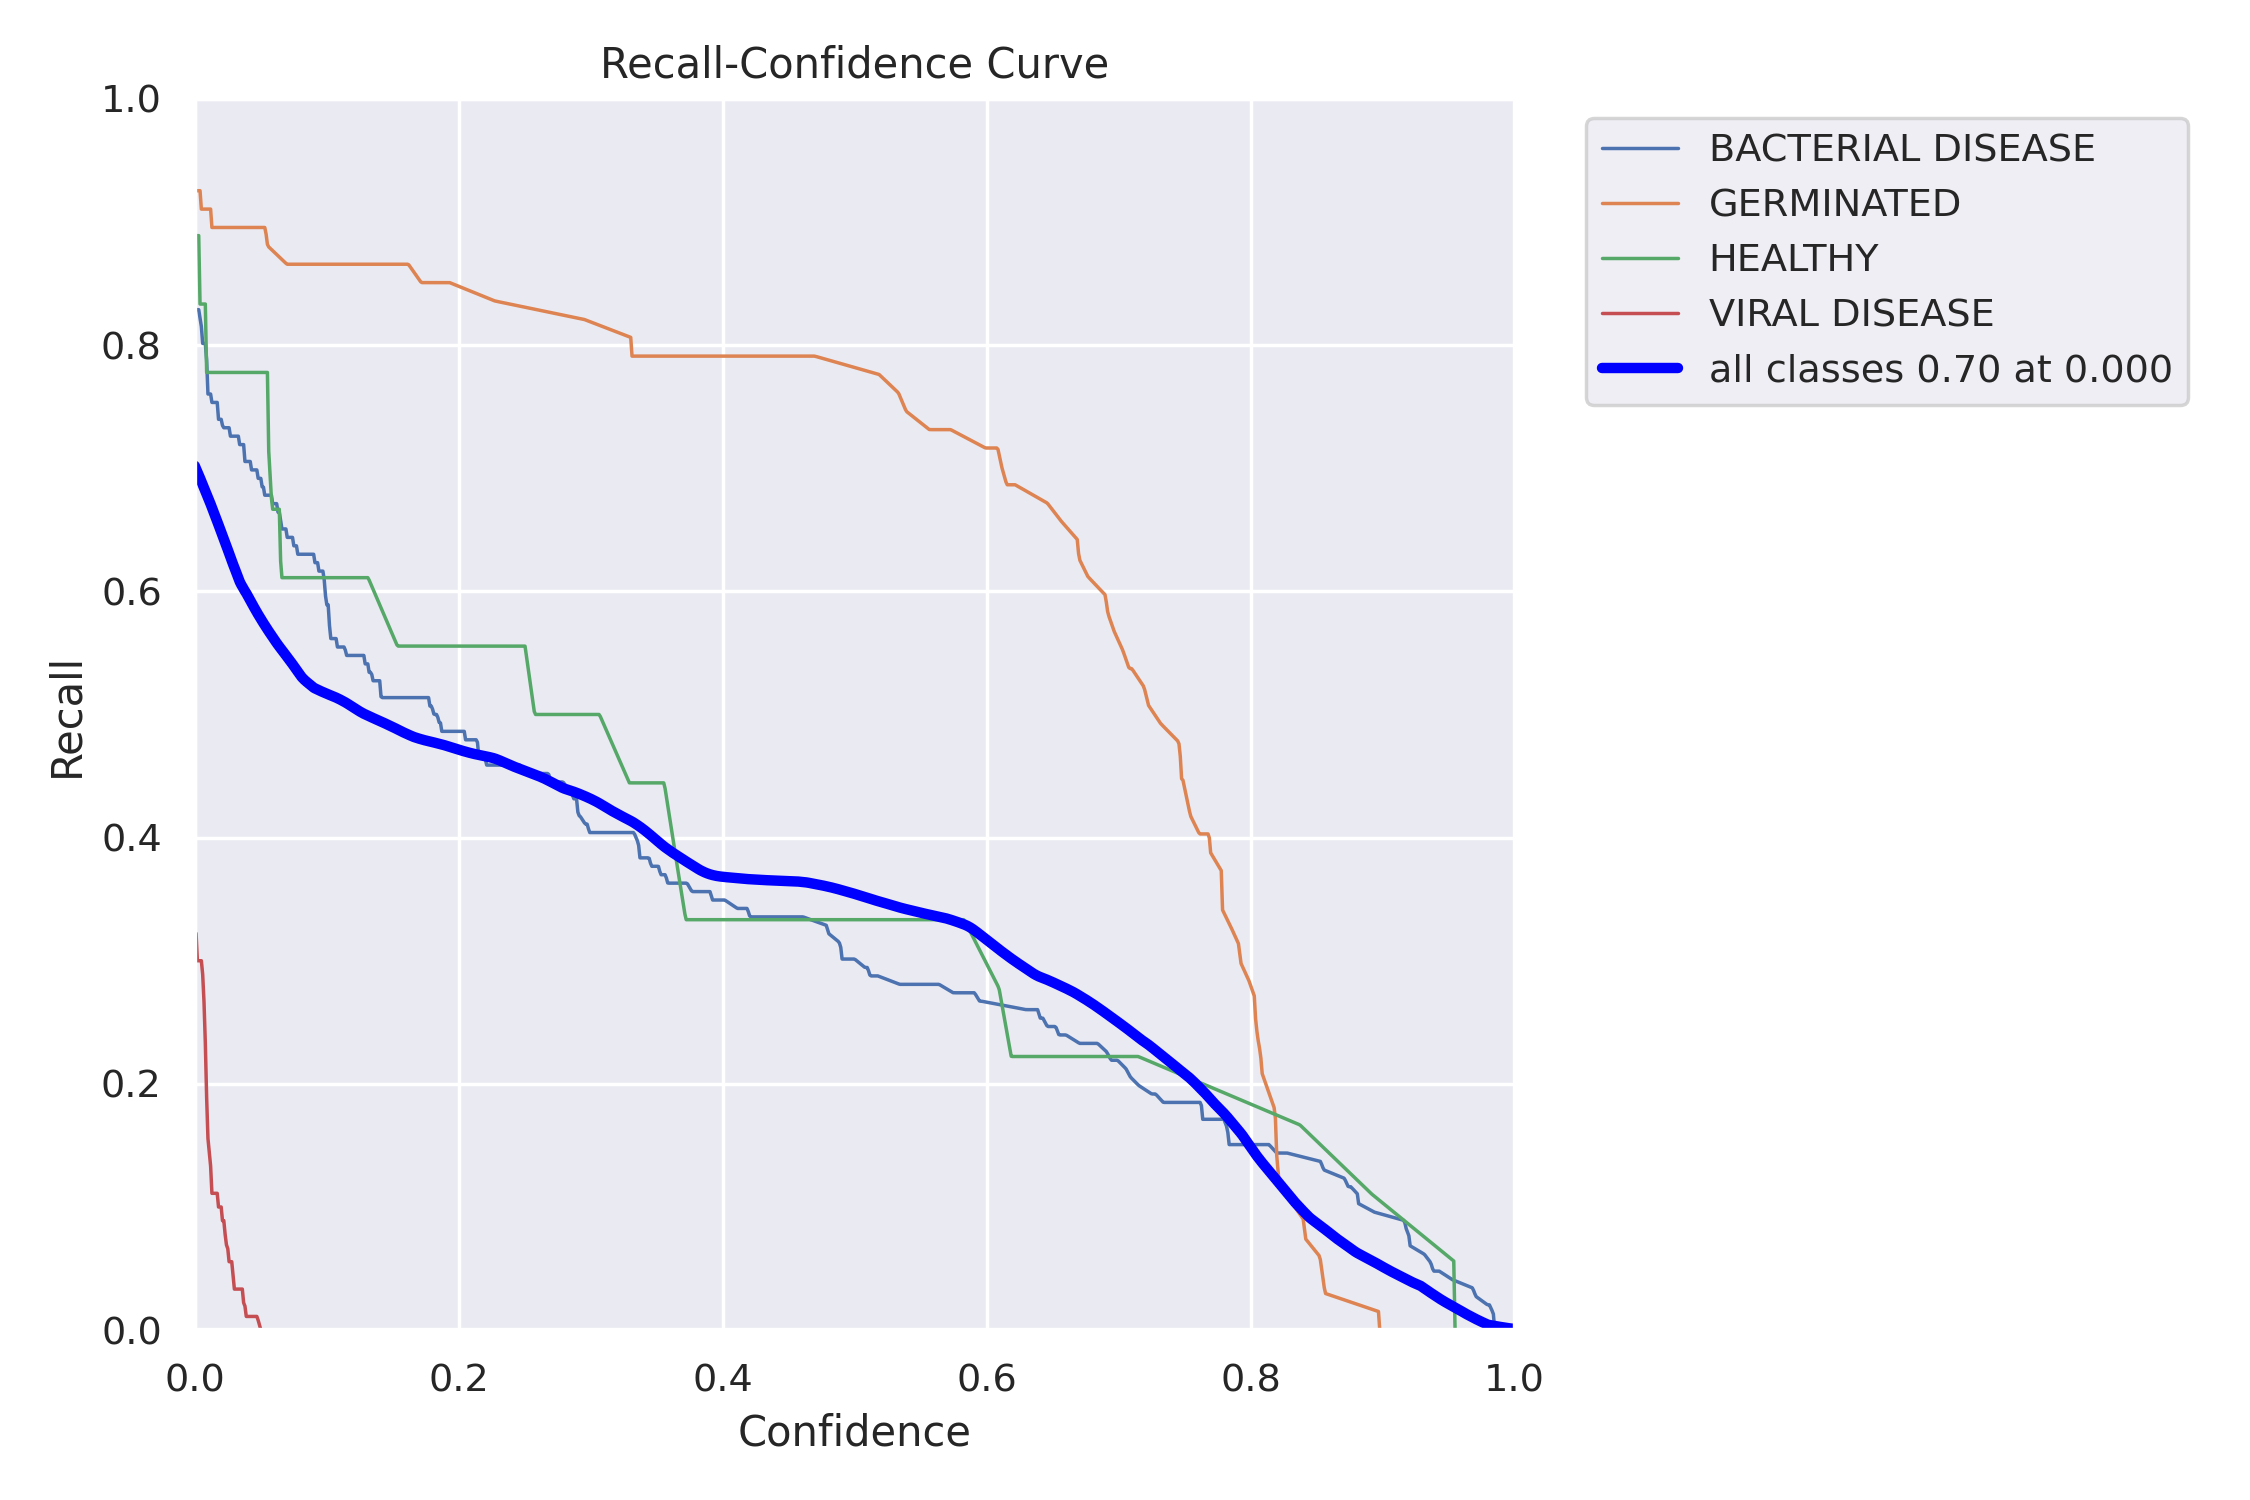 Recall-Confidence Curve
1.0
0.8
0.6
0.4
0.2
0.0
Recall
0.0 0.2 0.4 0.6 0.8 1.0
Confidence
BACTERIAL DISEASE
GERMINATED
HEALTHY
VIRAL DISEASE
all classes 0.70 at 0.000